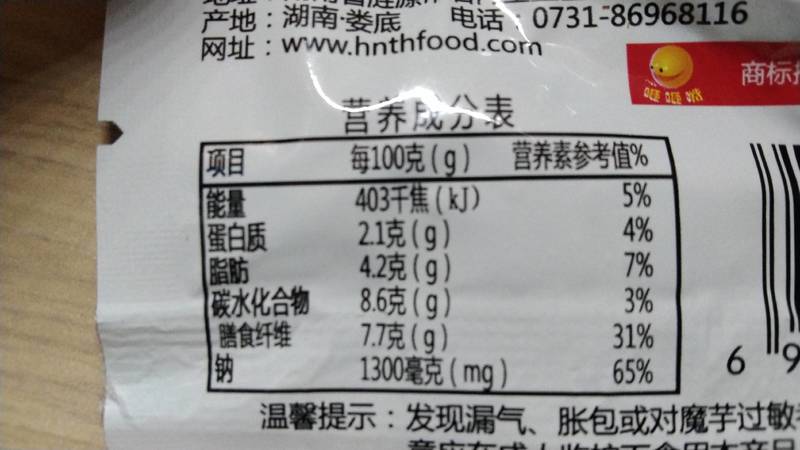 产地：湖南·娄底 电话：0731-86968116
网址：www.hnthfood.com
商标
营养成分表
项目 每100克(g) 营养素参考值%
能量 403千焦(kJ) 5%
蛋白质 2.1克(g) 4%
脂肪 4.2克(g) 7%
碳水化合物 8.6克(g) 3%
膳食纤维 7.7克(g) 31%
钠 1300毫克(mg) 65%
6 9
温馨提示：发现漏气、胀包或对魔芋过敏